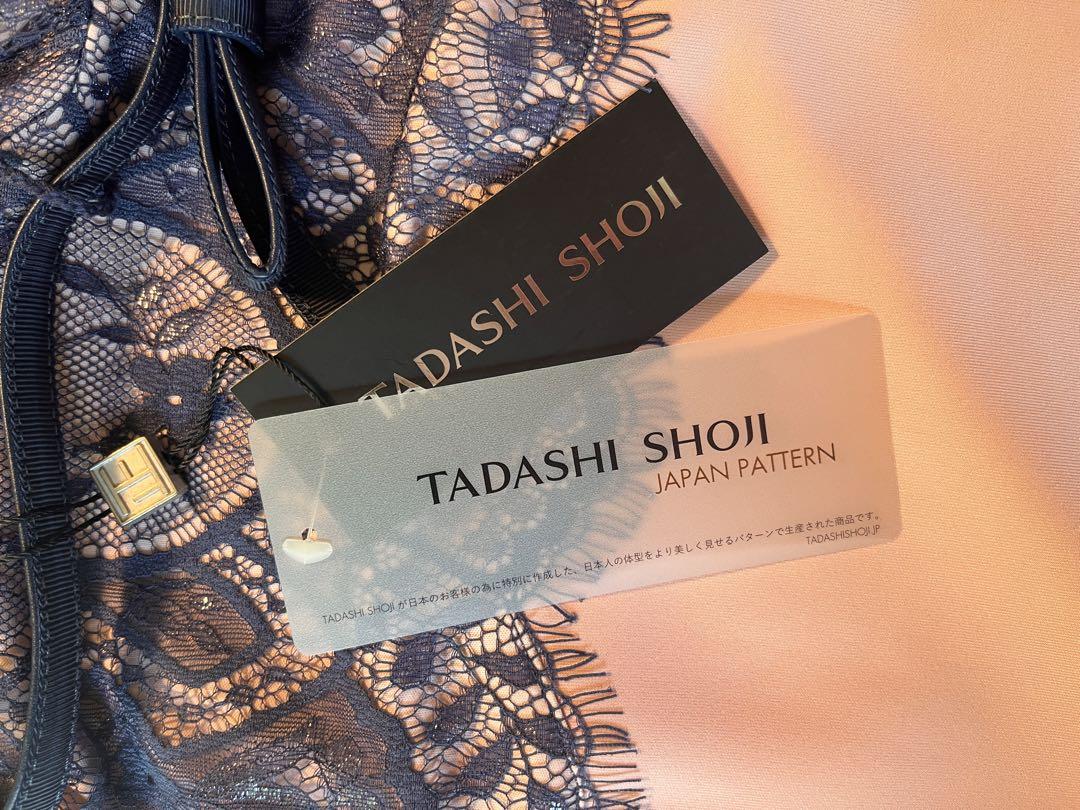 TADASHI SHOJI
TADASHI SHOJI
JAPAN PATTERN
TADASHI SHOJI が日本のお客様の為に特別に作成した、日本人の体型をより美しく見せるパターンで生産された商品です。
TADASHISHOJI.JP